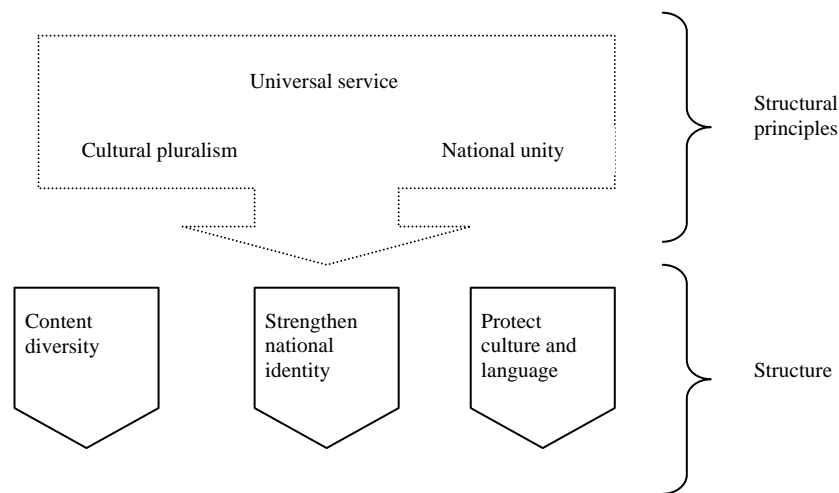 Universal service
Structural
principles
Cultural pluralism
National unity
Content
diversity
Strengthen
national
identity
Protect
culture and
language
Structure